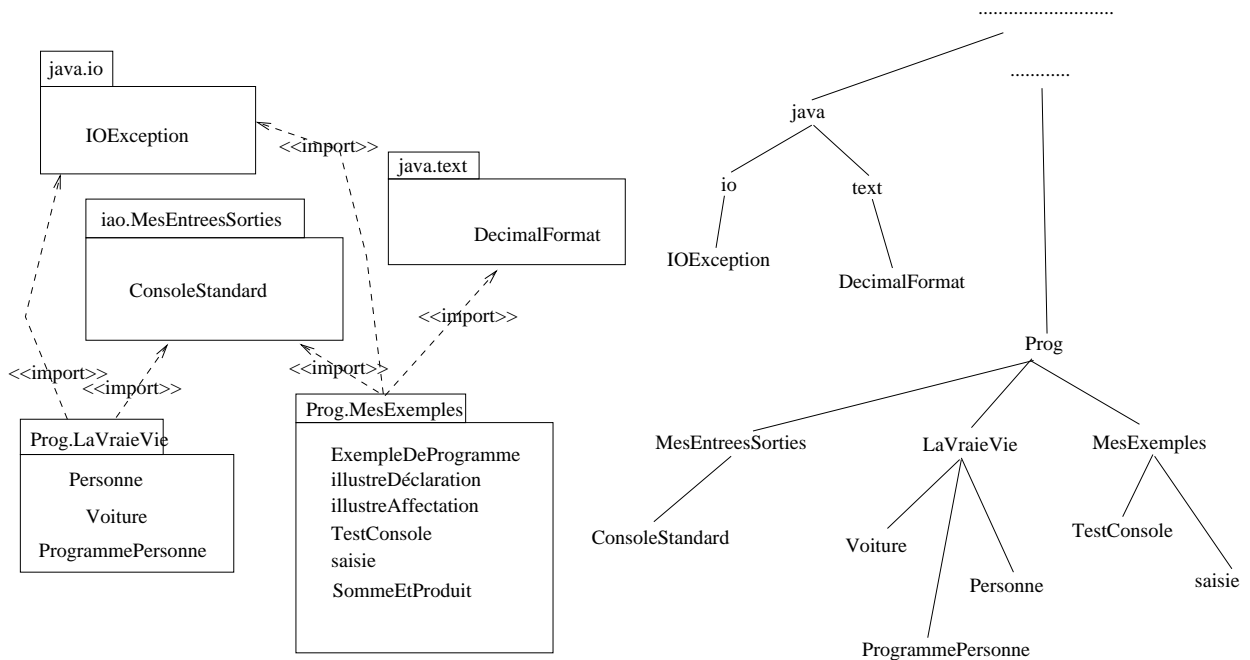 java.io
IOException
<<import>>
java.text
DecimalFormat
iao.MesEntreesSorties
ConsoleStandard
<<import>>
<<import>>
<<import>>
<<import>>
Prog.LaVraieVie
Personne
Voiture
ProgrammePersonne
Prog.MesExemples
ExempleDeProgramme
illustreDéclaration
illustreAffectation
TestConsole
saisie
SommeEtProduit
...........................
............
java
io
text
IOException
DecimalFormat
Prog
MesEntreesSorties
LaVraieVie
MesExemples
ConsoleStandard
Voiture
TestConsole
Personne
saisie
ProgrammePersonne